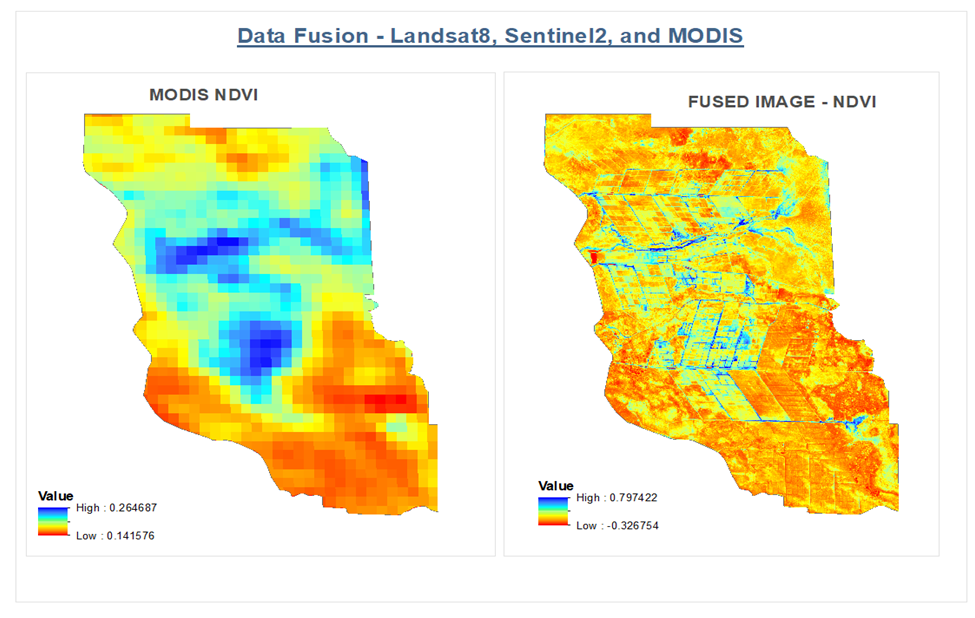 Data Fusion - Landsat8, Sentinel2, and MODIS
MODIS NDVI
Value
High : 0.264687
Low : 0.141576
FUSED IMAGE - NDVI
Value
High : 0.797422
Low : -0.326754